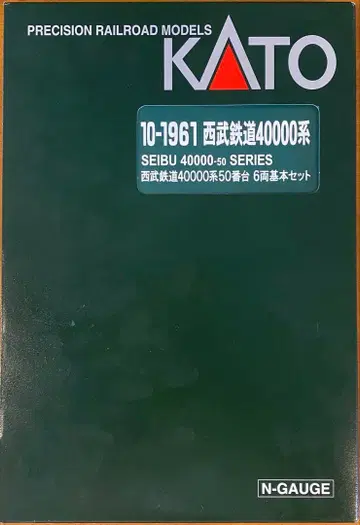 PRECISION RAILROAD MODELS
KATO
10-1961 西武鉄道40000系
SEIBU 40000-50 SERIES
西武鉄道40000系50番台 6両基本セット
N-GAUGE